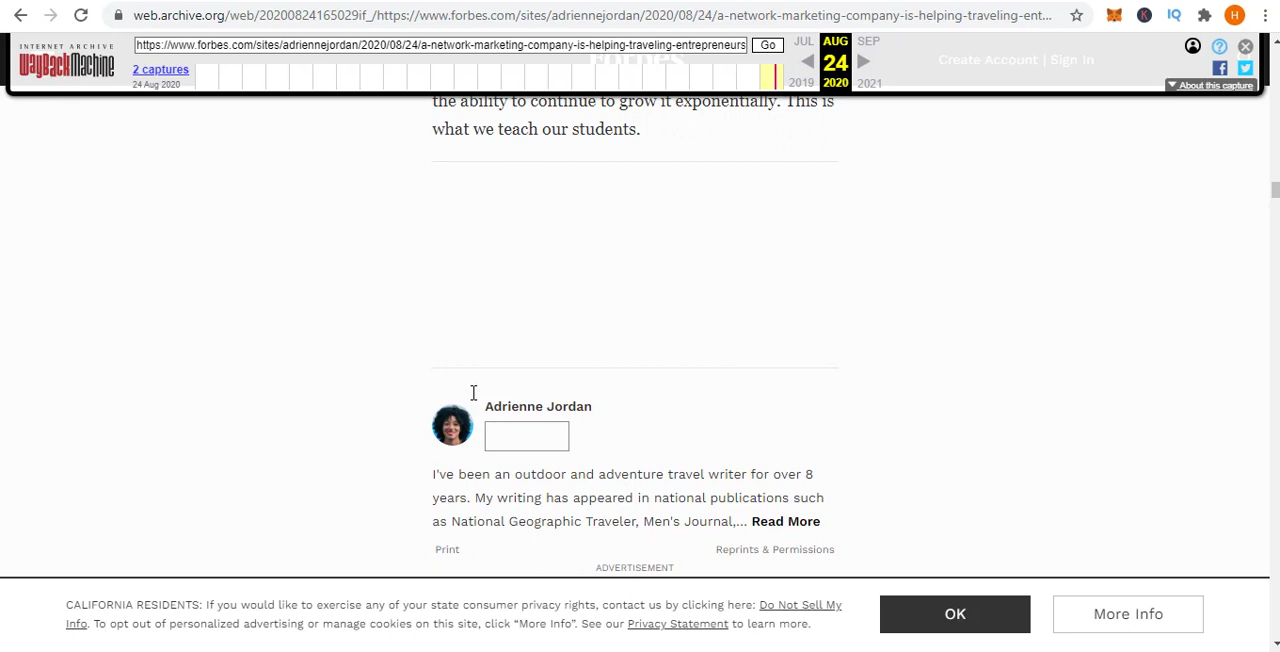 web.archive.org/web/20200824165029if_/https://www.forbes.com/sites/adriennejordan/2020/08/24/a-network-marketing-company-is-helping-traveling-ent...
IQ
H
INTERNET ARCHIVE
WayBackMachine
https://www.forbes.com/sites/adriennejordan/2020/08/24/a-network-marketing-company-is-helping-traveling-entrepreneurs
Go
JUL
AUG
SEP
2 captures
24 Aug 2020
24
2019
2020
2021
Forbes
Create Account | Sign In
About this capture
the ability to continue to grow it exponentially. This is
what we teach our students.
Adrienne Jordan
I've been an outdoor and adventure travel writer for over 8
years. My writing has appeared in national publications such
as National Geographic Traveler, Men's Journal,... Read More
Print
Reprints & Permissions
ADVERTISEMENT
CALIFORNIA RESIDENTS: If you would like to exercise any of your state consumer privacy rights, contact us by clicking here: Do Not Sell My
Info. To opt out of personalized advertising or manage cookies on this site, click “More Info”. See our Privacy Statement to learn more.
OK
More Info